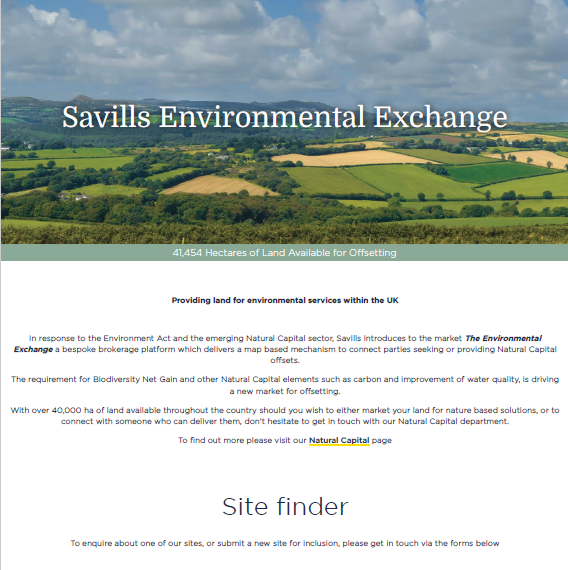 Savills Environmental Exchange
41,454 Hectares of Land Available for Offsetting
Providing land for environmental services within the UK
In response to the Environment Act and the emerging Natural Capital sector, Savills introduces to the market The Environmental
Exchange a bespoke brokerage platform which delivers a map based mechanism to connect parties seeking or providing Natural Capital
offsets.
The requirement for Biodiversity Net Gain and other Natural Capital elements such as carbon and improvement of water quality, is driving
a new market for offsetting.
With over 40,000 ha of land available throughout the country should you wish to either market your land for nature based solutions, or to
connect with someone who can deliver them, don't hesitate to get in touch with our Natural Capital department.
To find out more please visit our Natural Capital page
Site finder
To enquire about one of our sites, or submit a new site for inclusion, please get in touch via the forms below